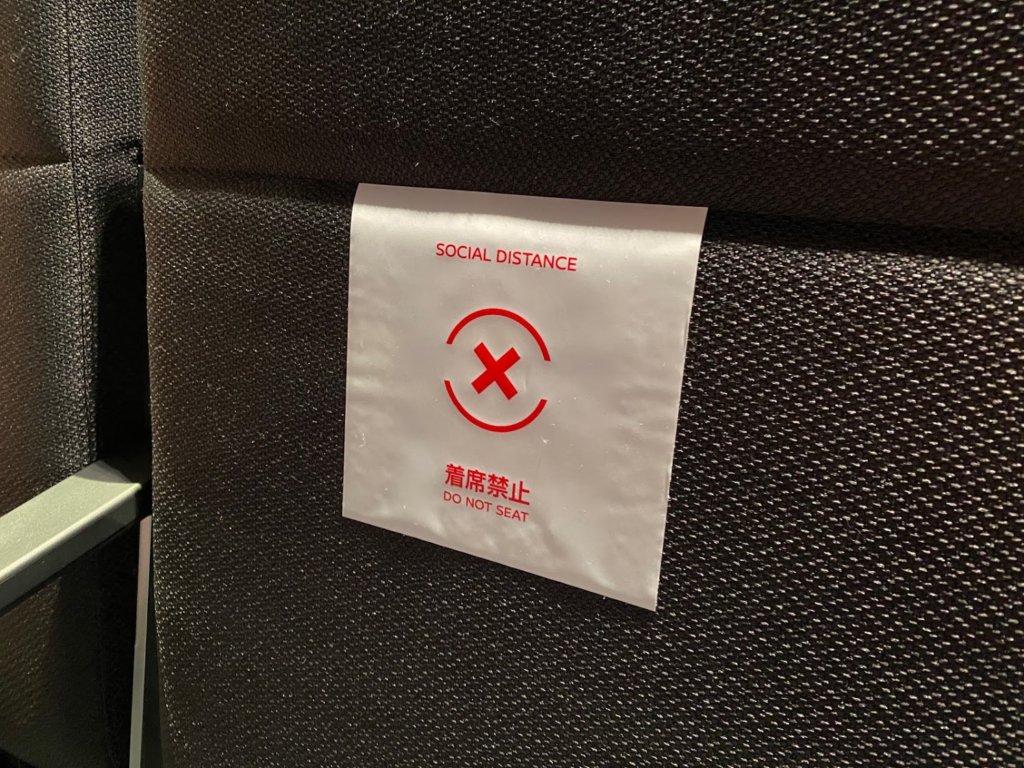 SOCIAL DISTANCE
着席禁止
DO NOT SEAT